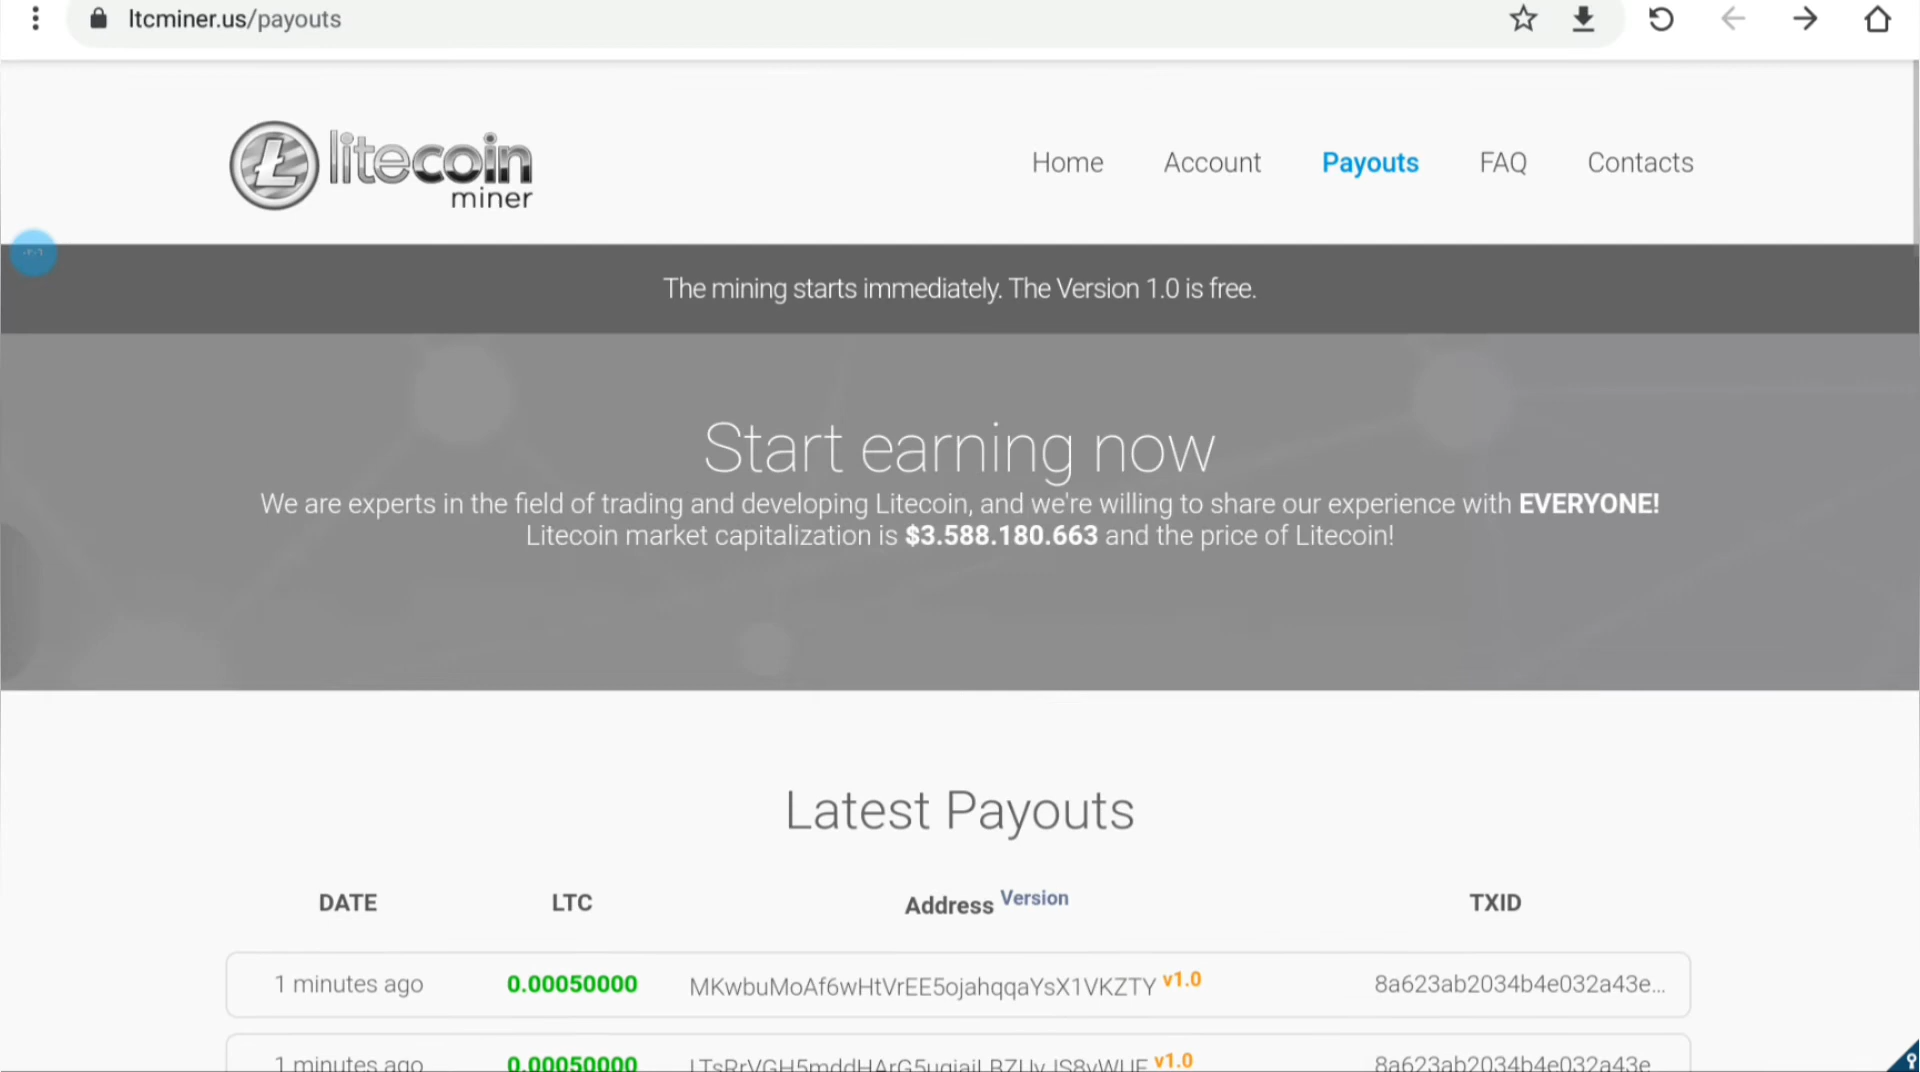 ltcminer.us/payouts
litecoin
miner
Home Account Payouts FAQ Contacts
The mining starts immediately. The Version 1.0 is free.
Start earning now
We are experts in the field of trading and developing Litecoin, and we're willing to share our experience with EVERYONE!
Litecoin market capitalization is $3.588.180.663 and the price of Litecoin!
Latest Payouts
DATE LTC Address Version TXID
1 minutes ago 0.00050000 MKwbuMoAf6wHtVrEE5ojahqqaYsX1VKZTY v1.0 8a623ab2034b4e032a43e...
1 minutes ago 0.00050000 v1.0 8a623ab2034b4e032a43e